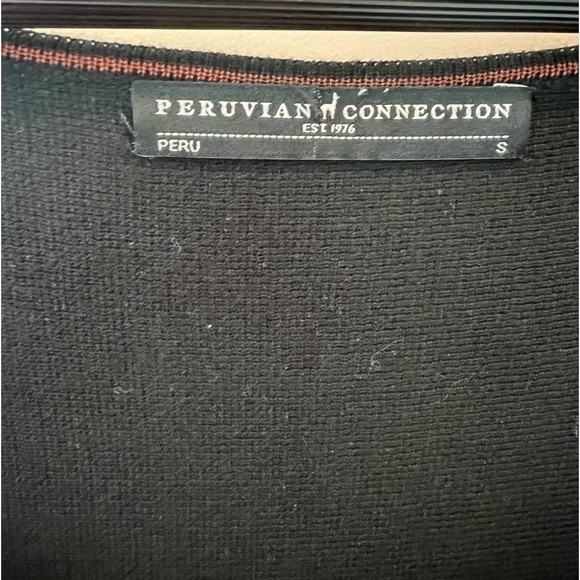 PERUVIAN CONNECTION
EST. 1976
PERU S